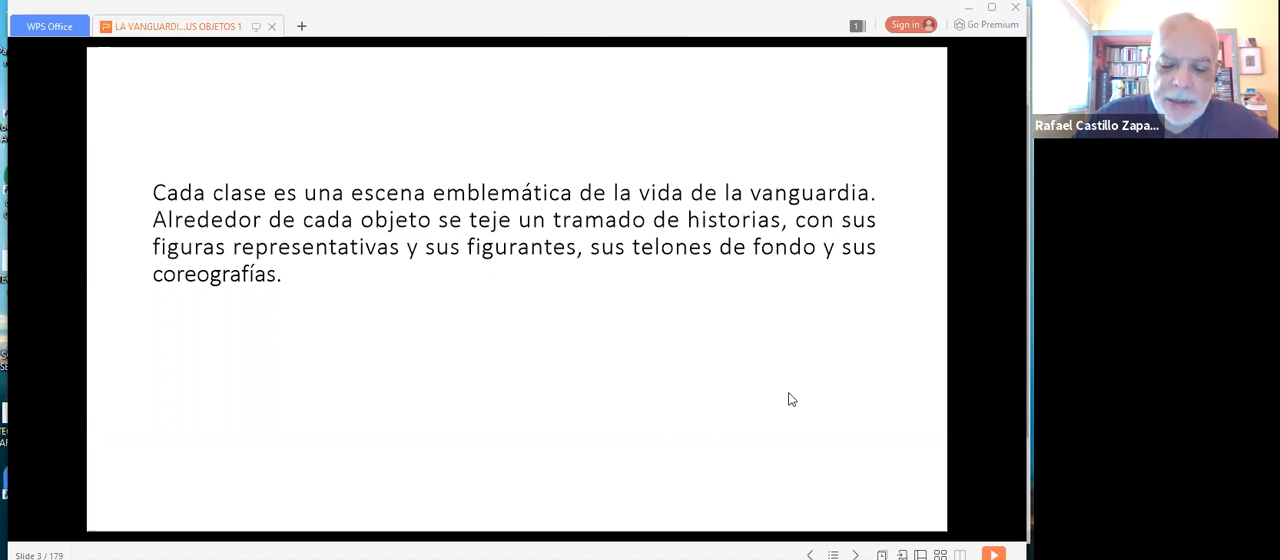 WPS Office
LA VANGUARDI...US OBJETOS 1
1
Sign in
Go Premium
Cada clase es una escena emblemática de la vida de la vanguardia.
Alrededor de cada objeto se teje un tramado de historias, con sus
figuras representativas y sus figurantes, sus telones de fondo y sus
coreografías.
Rafael Castillo Zapa...
Slide 3 / 179